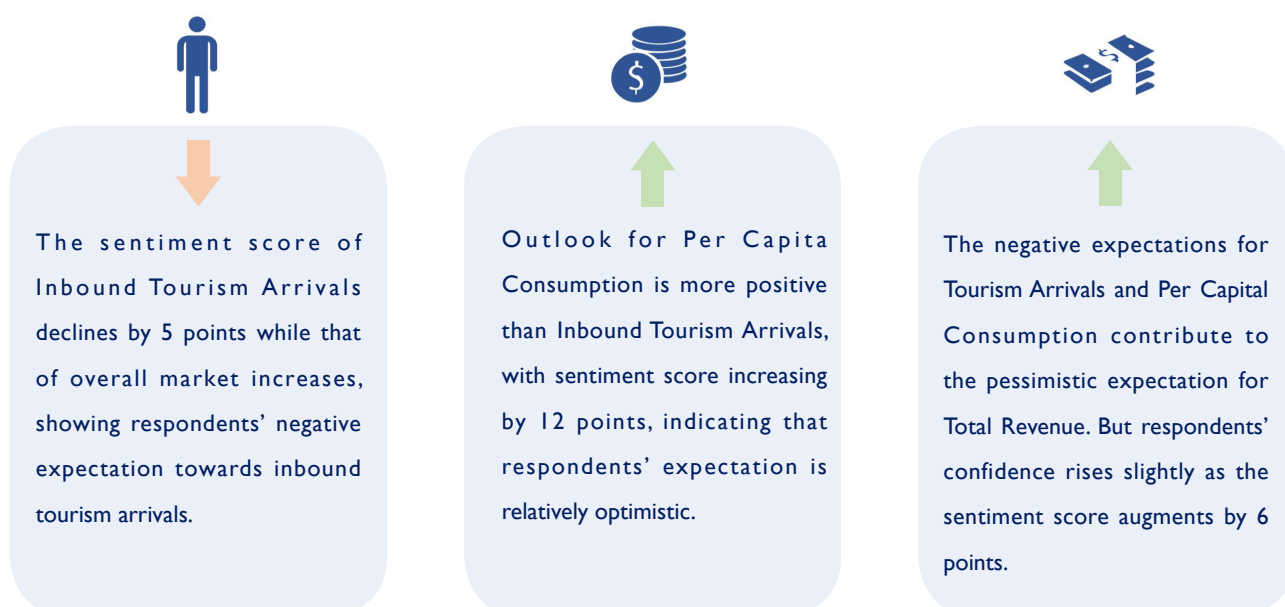 The sentiment score of
Inbound Tourism Arrivals
declines by 5 points while that
of overall market increases,
showing respondents’ negative
expectation towards inbound
tourism arrivals.
Outlook for Per Capita
Consumption is more positive
than Inbound Tourism Arrivals,
with sentiment score increasing
by 12 points, indicating that
respondents’ expectation is
relatively optimistic.
The negative expectations for
Tourism Arrivals and Per Capital
Consumption contribute to
the pessimistic expectation for
Total Revenue. But respondents’
confidence rises slightly as the
sentiment score augments by 6
points.